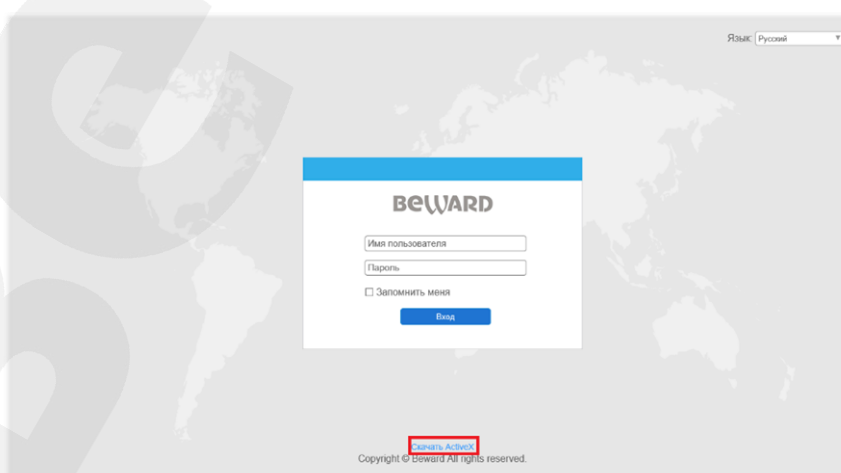 Язык: Русский
BEWARD
Имя пользователя
Пароль
Запомнить меня
Вход
Скачать ActiveX
Copyright © Beward All rights reserved.